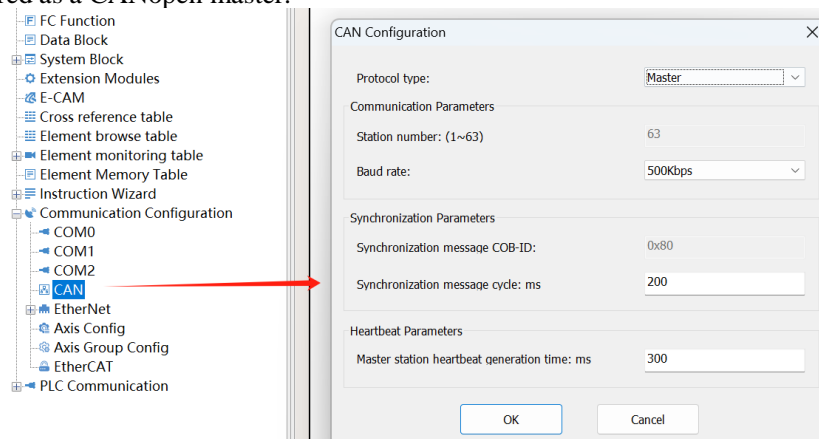 ed as a CANopen master.
FC Function
Data Block
System Block
Extension Modules
E-CAM
Cross reference table
Element browse table
Element monitoring table
Element Memory Table
Instruction Wizard
Communication Configuration
COM0
COM1
COM2
CAN
EtherNet
Axis Config
Axis Group Config
EtherCAT
PLC Communication
CAN Configuration
Protocol type: Master
Communication Parameters
Station number: (1~63) 63
Baud rate: 500Kbps
Synchronization Parameters
Synchronization message COB-ID: 0x80
Synchronization message cycle: ms 200
Heartbeat Parameters
Master station heartbeat generation time: ms 300
OK Cancel